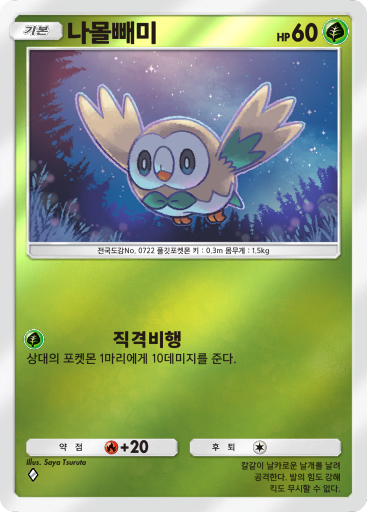 기본 나몰빼미 HP 60
전국도감No. 0722 풀깃포켓몬 키 : 0.3m 몸무게 : 1.5kg
직격비행
상대의 포켓몬 1마리에게 10데미지를 준다.
약 점 +20 후 퇴
Illus. Saya Tsuruta
칼같이 날카로운 날개를 날려
공격한다. 발의 힘도 강해
킥도 무시할 수 없다.